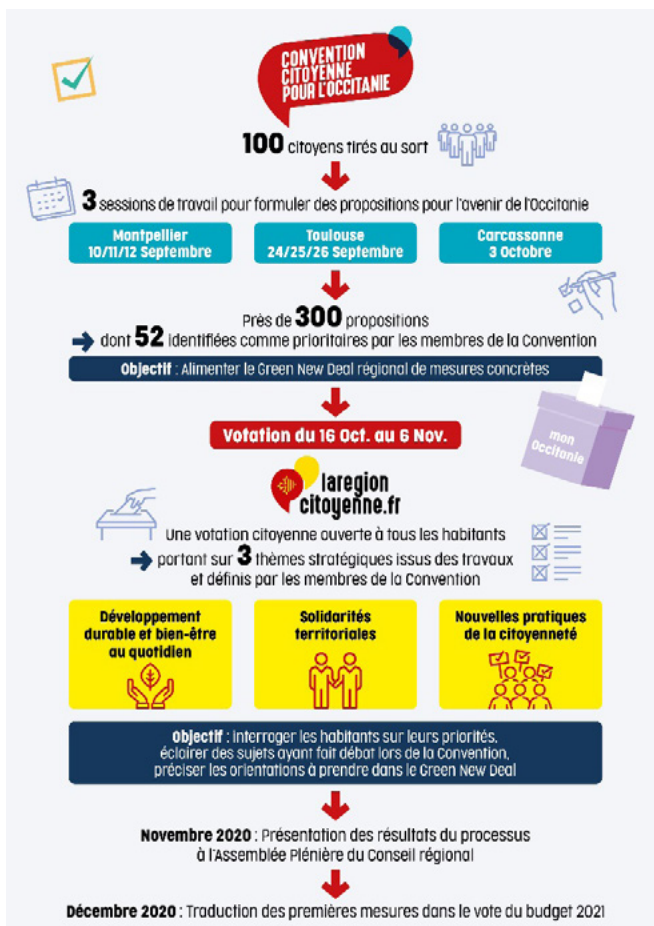 CONVENTION
CITOYENNE
POUR L'OCCITANIE
100 citoyens tirés au sort
3 sessions de travail pour formuler des propositions pour l'avenir de l'Occitanie
Montpellier
10/11/12 Septembre
Toulouse
24/25/26 Septembre
Carcassonne
3 Octobre
Près de 300 propositions
dont 52 identifiées comme prioritaires par les membres de la Convention
Objectif : Alimenter le Green New Deal régional de mesures concrètes
Votation du 16 Oct. au 6 Nov.
mon
Occitanie
laregion
citoyenne.fr
Une votation citoyenne ouverte à tous les habitants
portant sur 3 thèmes stratégiques issus des travaux
et définis par les membres de la Convention
Développement
durable et bien-être
au quotidien
Solidarités
territoriales
Nouvelles pratiques
de la citoyenneté
Objectif : interroger les habitants sur leurs priorités,
éclairer des sujets ayant fait débat lors de la Convention,
préciser les orientations à prendre dans le Green New Deal
Novembre 2020 : Présentation des résultats du processus
à l'Assemblée Plénière du Conseil régional
Décembre 2020 : Traduction des premières mesures dans le vote du budget 2021